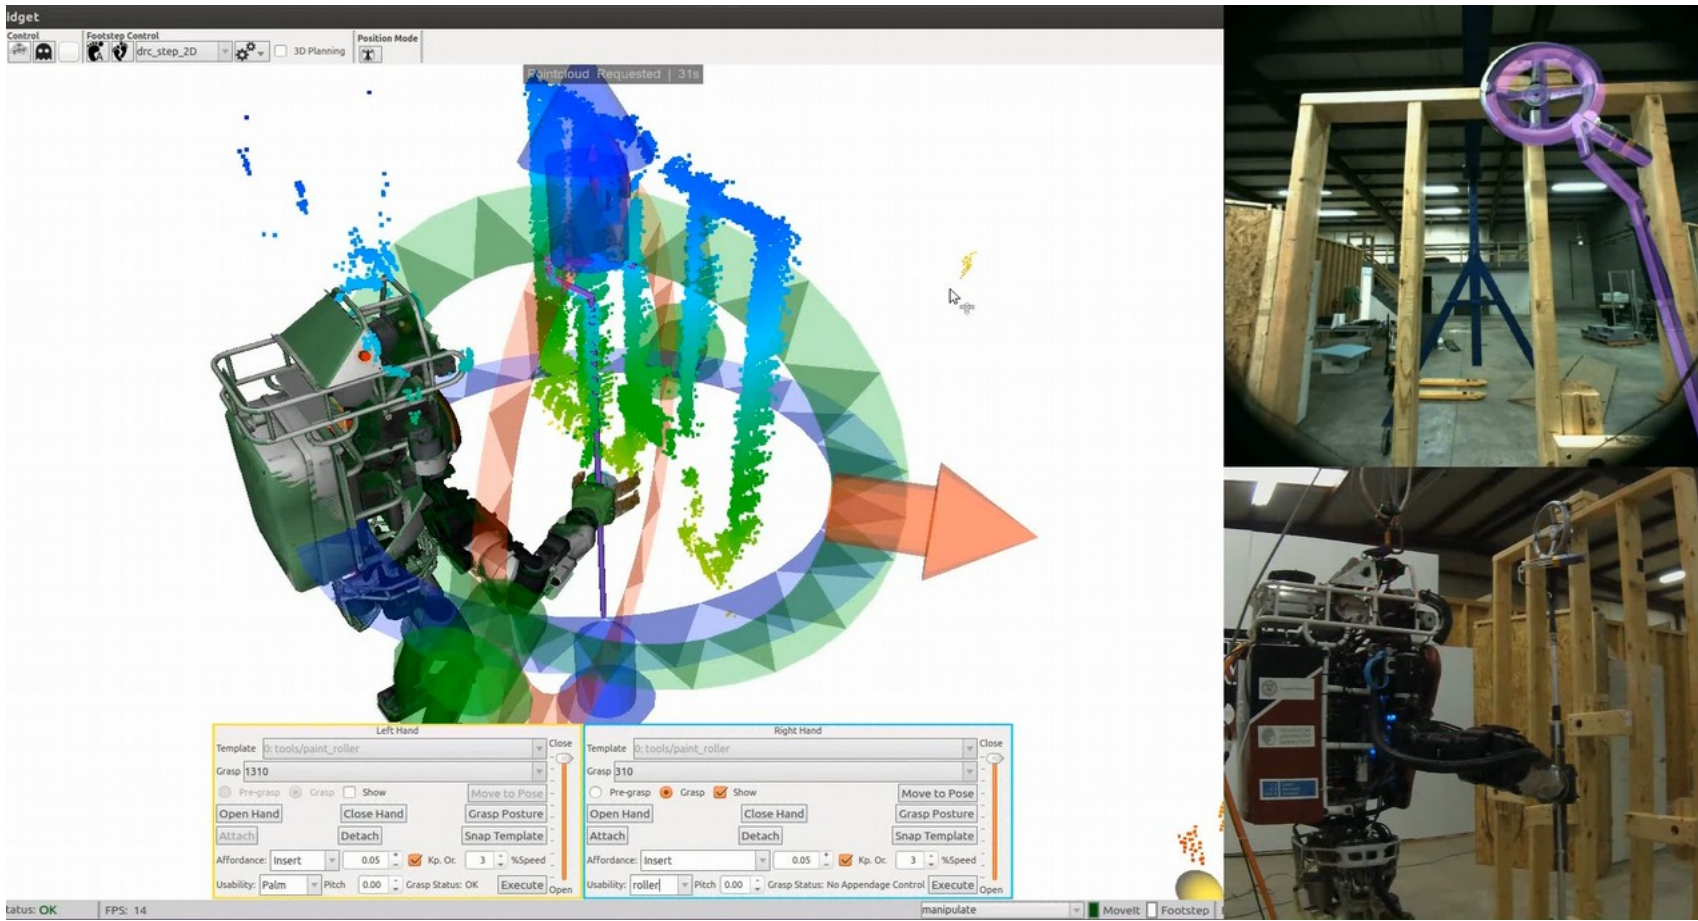 idget
Control
Footstep Control
Position Mode
drc_step_2D
3D Planning
Pointcloud Requested | 31s
Left Hand
Template 0: tools/paint_roller
Close
Grasp 1310
Pre-grasp Grasp Show Move to Pose
Open Hand Close Hand Grasp Posture
Attach Detach Snap Template
Affordance: Insert 0.05 Kp. Or. 3 %Speed
Usability: Palm Pitch 0.00 Grasp Status: OK Execute Open
Right Hand
Template 0: tools/paint_roller
Close
Grasp 310
Pre-grasp Grasp Show Move to Pose
Open Hand Close Hand Grasp Posture
Attach Detach Snap Template
Affordance: Insert 0.05 Kp. Or. 3 %Speed
Usability: roller Pitch 0.00 Grasp Status: No Appendage Control Execute Open
tatus: OK FPS: 14 manipulate MoveIt Footstep